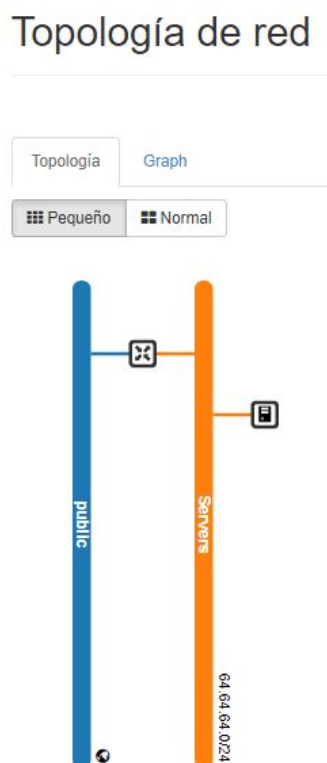 Topología de red
Topología Graph
Pequeño Normal
public
Servers
64.64.64.0/24